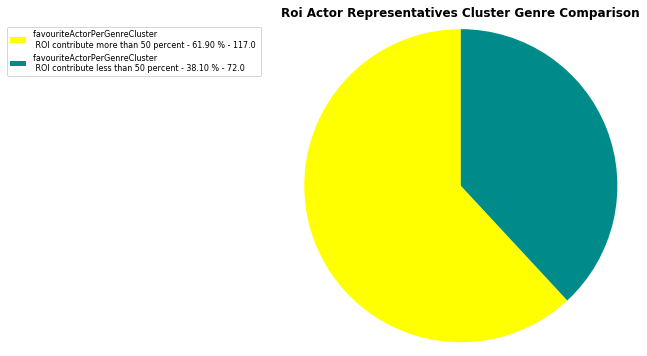 Roi Actor Representatives Cluster Genre Comparison
favouriteActorPerGenreCluster
ROI contribute more than 50 percent - 61.90 % - 117.0
favouriteActorPerGenreCluster
ROI contribute less than 50 percent - 38.10 % - 72.0